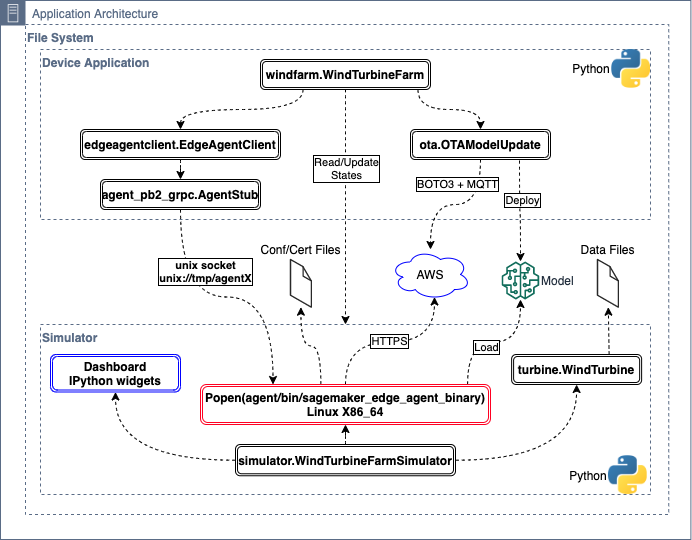 Application Architecture
File System
Device Application
Python
windfarm.WindTurbineFarm
edgeagentclient.EdgeAgentClient
ota.OTAModelUpdate
Read/Update
States
BOTO3 + MQTT
agent_pb2_grpc.AgentStub
Deploy
Conf/Cert Files
Data Files
unix socket
unix://tmp/agentX
AWS
Model
Simulator
HTTPS
Load
Dashboard
IPython widgets
turbine.WindTurbine
Popen(agent/bin/sagemaker_edge_agent_binary)
Linux X86_64
simulator.WindTurbineFarmSimulator
Python